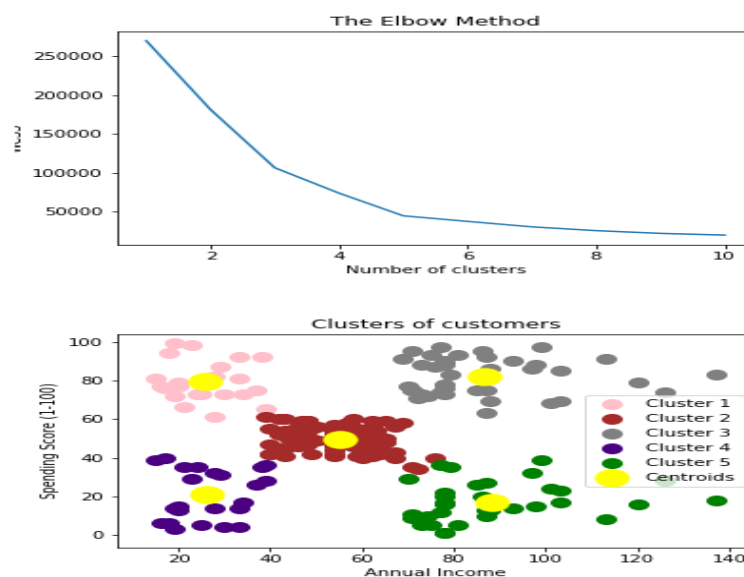 The Elbow Method
250000
200000
150000
100000
50000
2 4 6 8 10
Number of clusters
Clusters of customers
Spending Score (1-100)
100
80
60
40
20
0
Cluster 1
Cluster 2
Cluster 3
Cluster 4
Cluster 5
Centroids
20 40 60 80 100 120 140
Annual Income